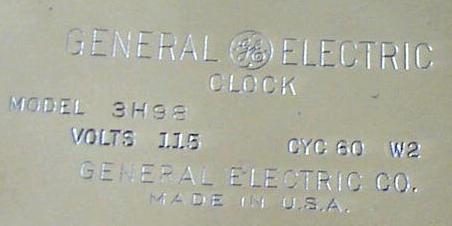 GENERAL GE ELECTRIC
CLOCK
MODEL 3H98
VOLTS 115 CYC 60 W2
GENERAL ELECTRIC CO.
MADE IN U.S.A.